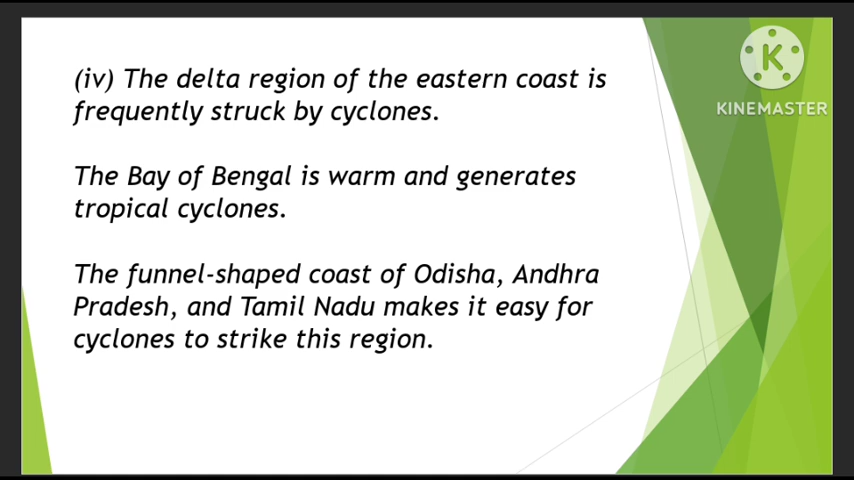 (iv) The delta region of the eastern coast is
frequently struck by cyclones.
The Bay of Bengal is warm and generates
tropical cyclones.
The funnel-shaped coast of Odisha, Andhra
Pradesh, and Tamil Nadu makes it easy for
cyclones to strike this region.
K
KINEMASTER